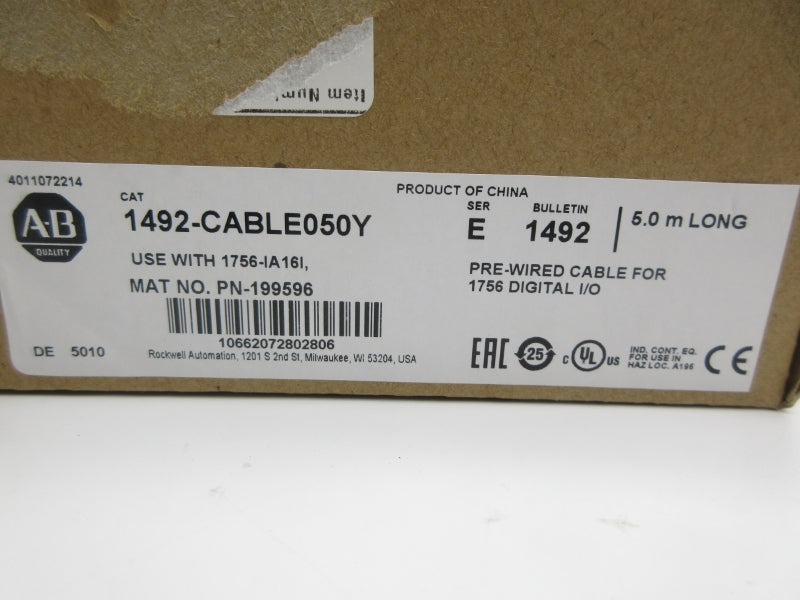 Item Num
4011072214
A-B
QUALITY
CAT
1492-CABLE050Y
USE WITH 1756-IA16I,
MAT NO. PN-199596
10662072802806
DE 5010
Rockwell Automation, 1201 S 2nd St, Milwaukee, WI 53204, USA
PRODUCT OF CHINA
SER
E
BULLETIN
1492
5.0 m LONG
PRE-WIRED CABLE FOR
1756 DIGITAL I/O
EAC
25
C UL US
IND. CONT. EQ.
FOR USE IN
HAZ LOC. A196
CE